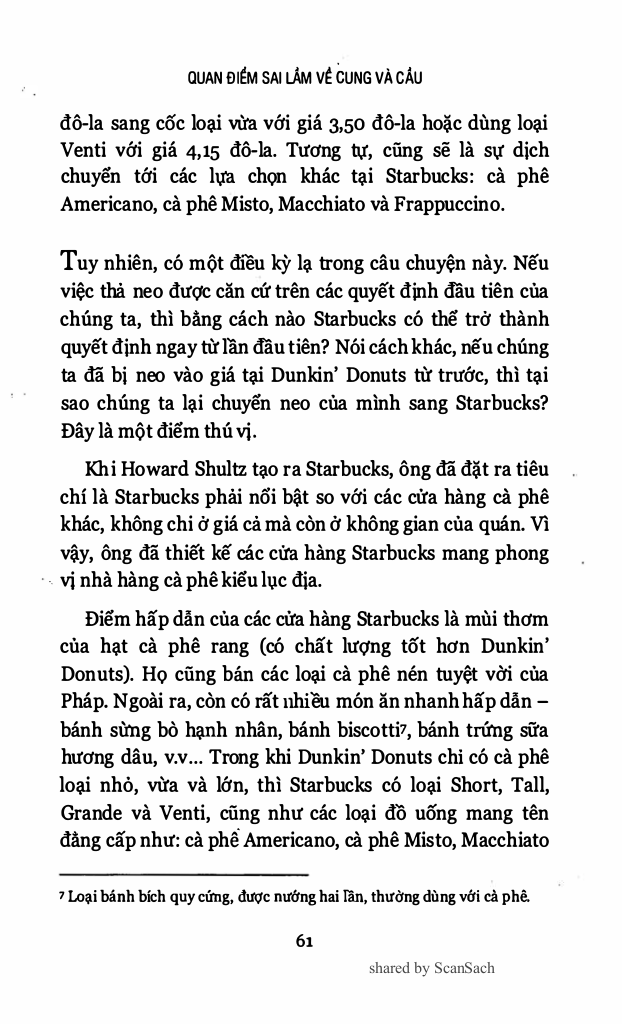 QUAN ĐIỂM SAI LẦM VỀ CUNG VÀ CẦU
đô-la sang cốc loại vừa với giá 3,50 đô-la hoặc dùng loại
Venti với giá 4,15 đô-la. Tương tự, cũng sẽ là sự dịch
chuyển tới các lựa chọn khác tại Starbucks: cà phê
Americano, cà phê Misto, Macchiato và Frappuccino.
Tuy nhiên, có một điều kỳ lạ trong câu chuyện này. Nếu
việc thả neo được căn cứ trên các quyết định đầu tiên của
chúng ta, thì bằng cách nào Starbucks có thể trở thành
quyết định ngay từ lần đầu tiên? Nói cách khác, nếu chúng
ta đã bị neo vào giá tại Dunkin’ Donuts từ trước, thì tại
sao chúng ta lại chuyển neo của mình sang Starbucks?
Đây là một điểm thú vị.
Khi Howard Shultz tạo ra Starbucks, ông đã đặt ra tiêu
chí là Starbucks phải nổi bật so với các cửa hàng cà phê
khác, không chỉ ở giá cả mà còn ở không gian của quán. Vì
vậy, ông đã thiết kế các cửa hàng Starbucks mang phong
vị nhà hàng cà phê kiểu lục địa.
Điểm hấp dẫn của các cửa hàng Starbucks là mùi thơm
của hạt cà phê rang (có chất lượng tốt hơn Dunkin’
Donuts). Họ cũng bán các loại cà phê nén tuyệt vời của
Pháp. Ngoài ra, còn có rất nhiều món ăn nhanh hấp dẫn –
bánh sừng bò hạnh nhân, bánh biscotti⁷, bánh trứng sữa
hương dâu, v.v... Trong khi Dunkin’ Donuts chỉ có cà phê
loại nhỏ, vừa và lớn, thì Starbucks có loại Short, Tall,
Grande và Venti, cũng như các loại đồ uống mang tên
đẳng cấp như: cà phê Americano, cà phê Misto, Macchiato
⁷ Loại bánh bích quy cứng, được nướng hai lần, thường dùng với cà phê.
61
shared by ScanSach